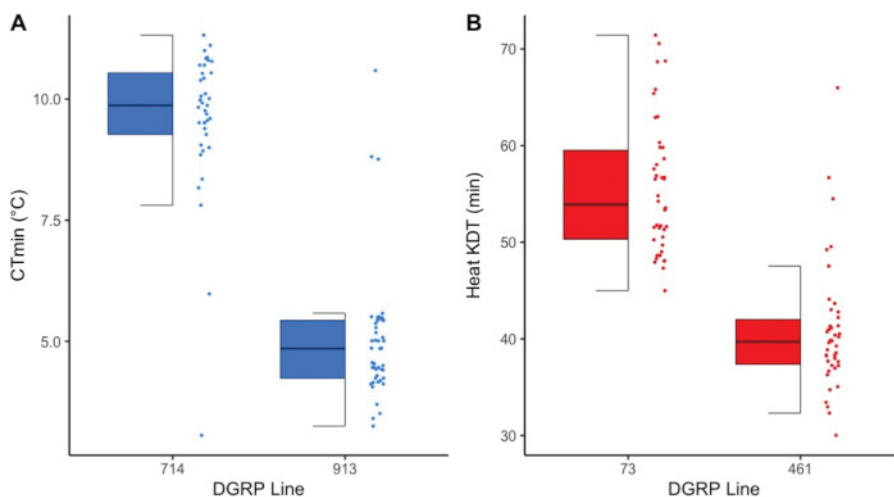 A
CTmin (°C)
10.0
7.5
5.0
714
913
DGRP Line
B
Heat KDT (min)
70
60
50
40
30
73
461
DGRP Line